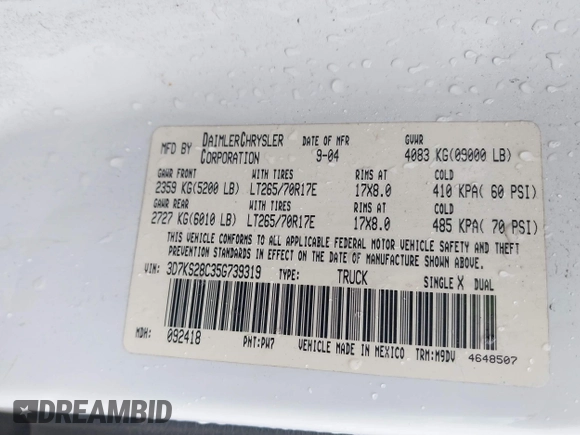 MFD BY DAIMLERCHRYSLER CORPORATION DATE OF MFR 9-04 GVWR 4083 KG(09000 LB)
GAWR FRONT WITH TIRES RIMS AT COLD
2359 KG(5200 LB) LT265/70R17E 17X8.0 410 KPA( 60 PSI)
GAWR REAR WITH TIRES RIMS AT COLD
2727 KG(6010 LB) LT265/70R17E 17X8.0 485 KPA( 70 PSI)
THIS VEHICLE CONFORMS TO ALL APPLICABLE FEDERAL MOTOR VEHICLE SAFETY AND THEFT
PREVENTION STANDARDS IN EFFECT ON THE DATE OF MANUFACTURE SHOWN ABOVE.
VIN: 3D7KS28C35G739319 TYPE: TRUCK SINGLE X DUAL
MDH: 092418 PNT:PW7 VEHICLE MADE IN MEXICO TRM:M9DV 4648507
DREAMBID